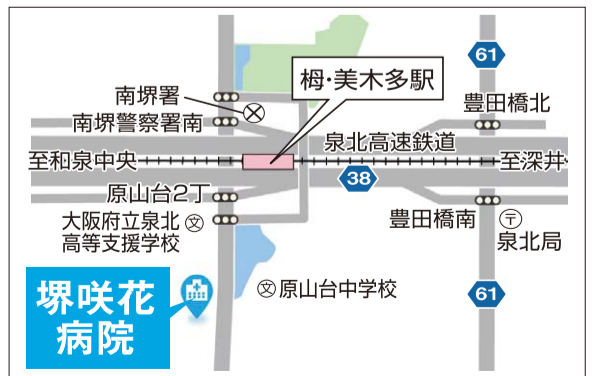 61
栂・美木多駅
南堺署
豊田橋北
南堺警察署南
泉北高速鉄道
至和泉中央
至深井
38
原山台2丁
大阪府立泉北
高等支援学校
文
豊田橋南
〒
泉北局
堺咲花
病院
文
原山台中学校
61